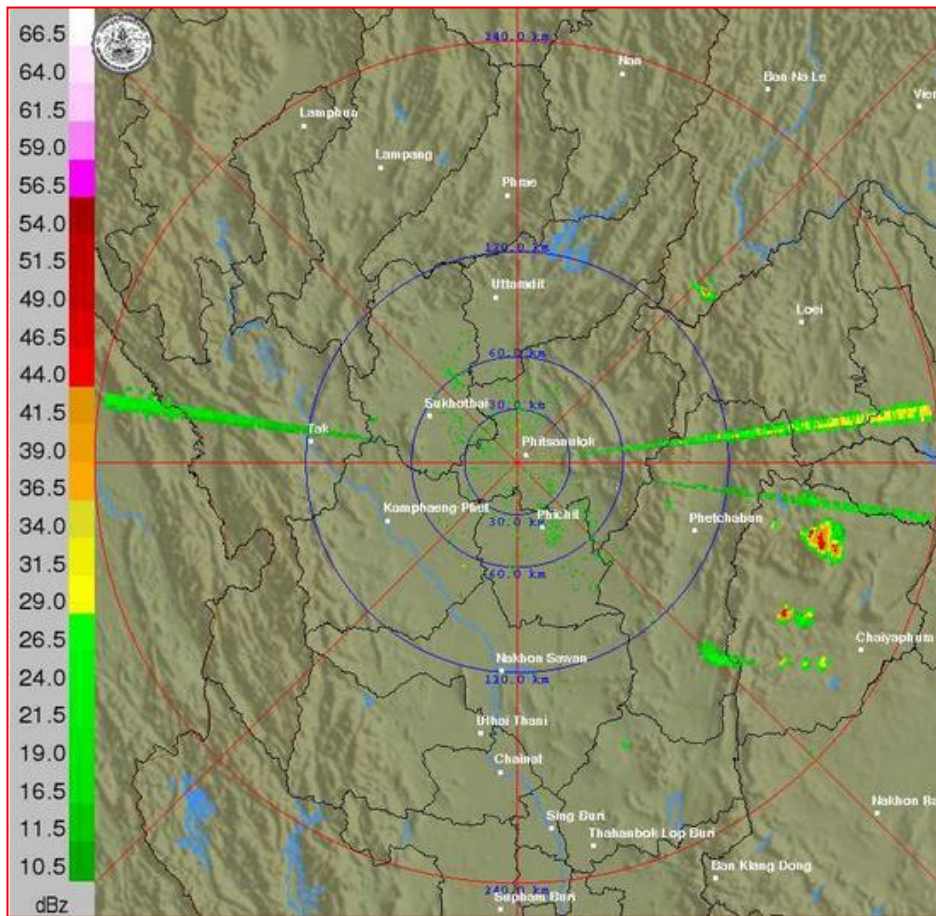 66.5
64.0
61.5
59.0
56.5
54.0
51.5
49.0
46.5
44.0
41.5
39.0
36.5
34.0
31.5
29.0
26.5
24.0
21.5
19.0
16.5
11.5
10.5
dBz
240.0 km
Nan
Ban Na Le
Vien
Lamphun
Lampang
Phrae
120.0 km
Uttaradit
Loei
60.0 km
30.0 km
Sukhothai
Tak
Phitsanulok
Kamphaeng Phet
Phichit
30.0 km
Phetchabun
60.0 km
Chaiyaphum
Nakhon Sawan
120.0 km
Uthai Thani
Chainat
Nakhon Ra
Sing Buri
Thahanbok Lop Buri
Ban Klang Dong
240.0 km
Suphan Buri